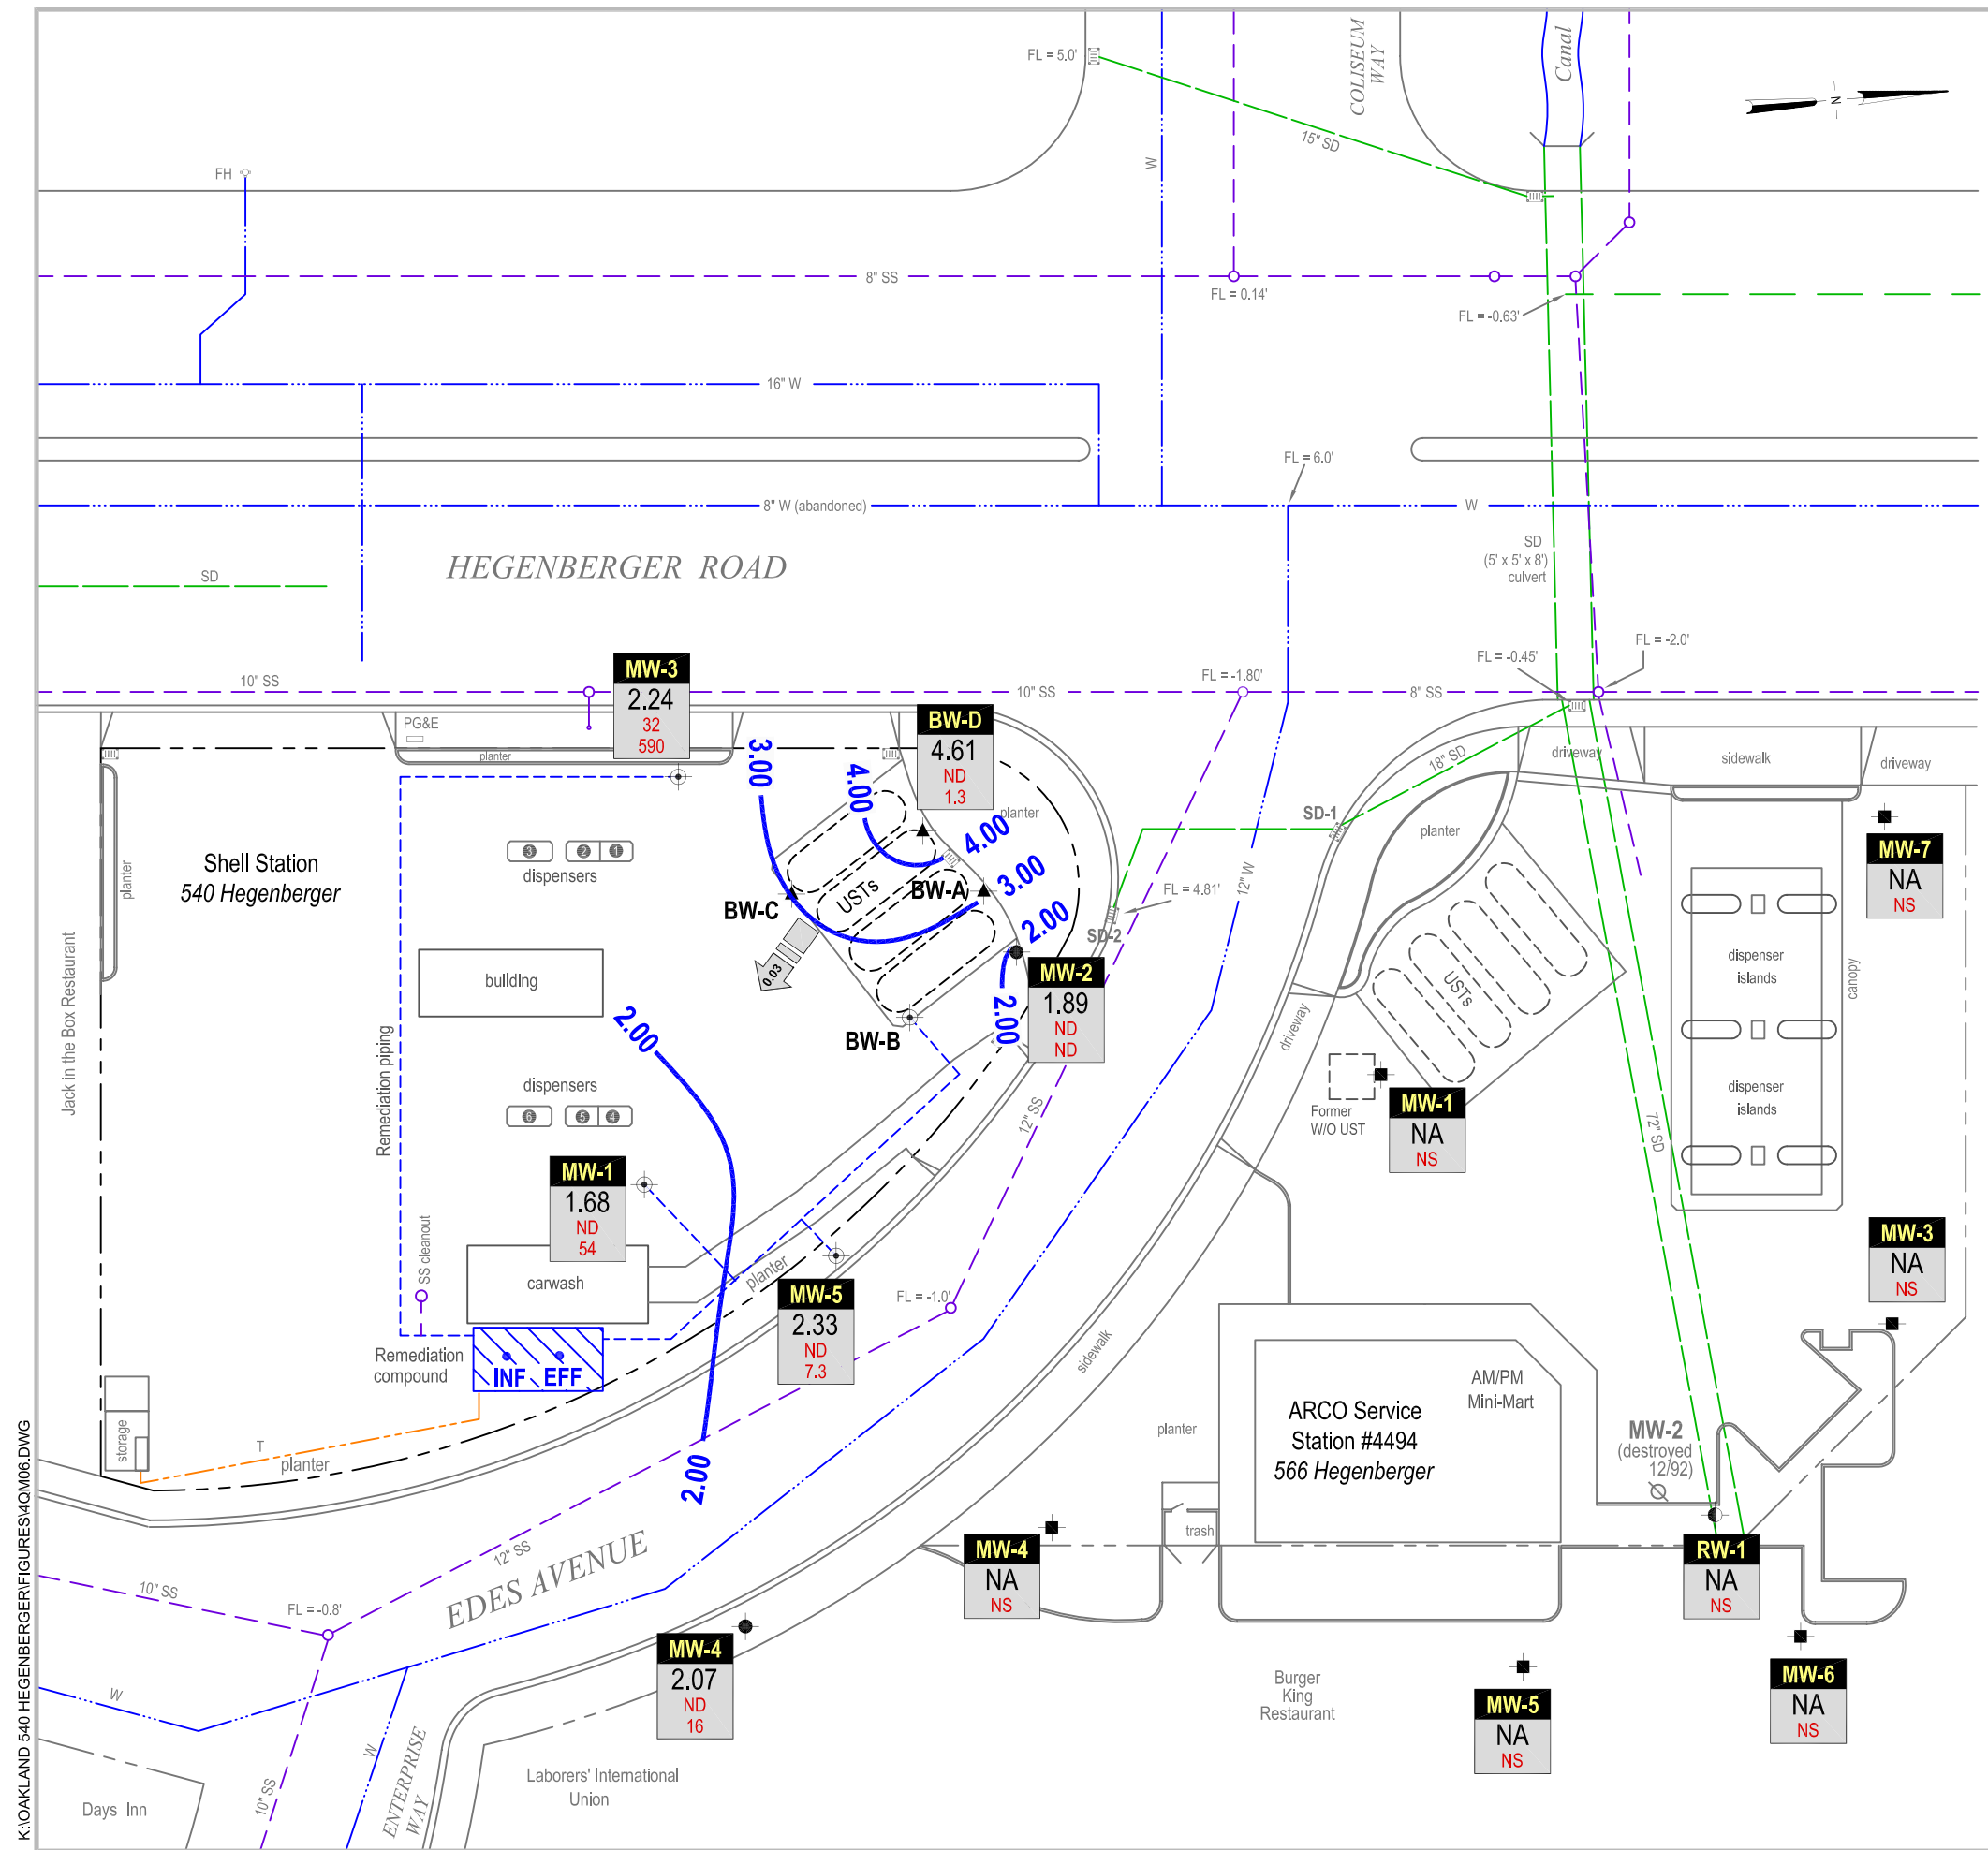 FL = 5.0'
COLISEUM
WAY
Canal
N
15" SD
W
FH
8" SS
FL = 0.14'
FL = -0.63'
16" W
FL = 6.0'
8" W (abandoned)
W
HEGENBERGER ROAD
SD
SD
(5' x 5' x 8')
culvert
FL = -2.0'
FL = -0.45'
FL = -1.80'
10" SS
10" SS
8" SS
MW-3
2.24
32
590
BW-D
4.61
ND
1.3
PG&E
planter
3.00
4.00
4.00
3.00
2.00
2.00
planter
18" SD
driveway
sidewalk
driveway
SD-1
planter
12" W
FL = 4.81'
SD-2
MW-7
NA
NS
Shell Station
540 Hegenberger
planter
3
2
1
dispensers
USTs
BW-A
BW-C
0.03
BW-B
MW-2
1.89
ND
ND
building
Jack in the Box Restaurant
Remediation piping
2.00
dispensers
6
5
4
driveway
USTs
dispenser
islands
canopy
dispenser
islands
Former
W/O UST
MW-1
NA
NS
72" SD
12" SS
MW-1
1.68
ND
54
SS cleanout
carwash
planter
MW-5
2.33
ND
7.3
FL = -1.0'
MW-3
NA
NS
Remediation
compound
INF
EFF
sidewalk
AM/PM
Mini-Mart
ARCO Service
Station #4494
566 Hegenberger
planter
MW-2
(destroyed
12/92)
storage
T
planter
2.00
trash
12" SS
EDES AVENUE
10" SS
FL = -0.8'
MW-4
NA
NS
RW-1
NA
NS
MW-4
2.07
ND
16
W
W
ENTERPRISE
WAY
10" SS
Days Inn
Laborers' International
Union
Burger
King
Restaurant
MW-5
NA
NS
MW-6
NA
NS
K:\OAKLAND 540 HEGENBERGER\FIGURES\4QM06.DWG